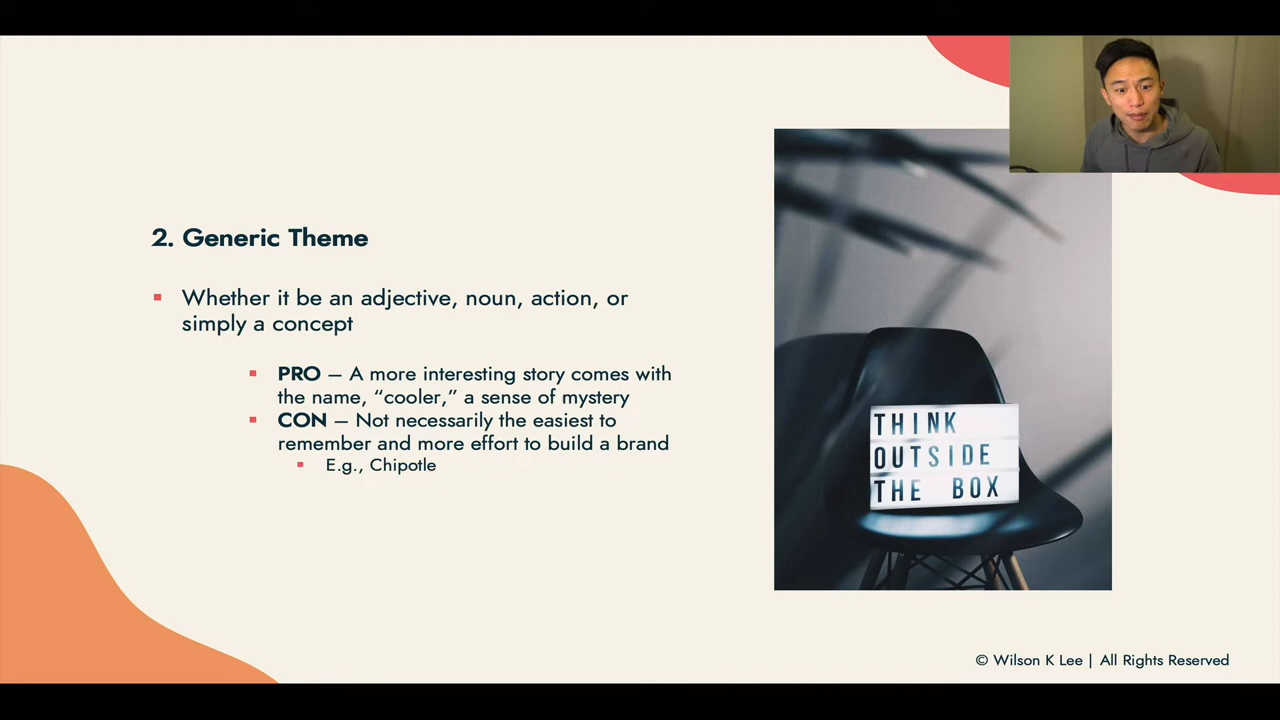 2. Generic Theme
Whether it be an adjective, noun, action, or
simply a concept
PRO – A more interesting story comes with
the name, “cooler,” a sense of mystery
CON – Not necessarily the easiest to
remember and more effort to build a brand
E.g., Chipotle
THINK
OUTSIDE
THE BOX
© Wilson K Lee | All Rights Reserved